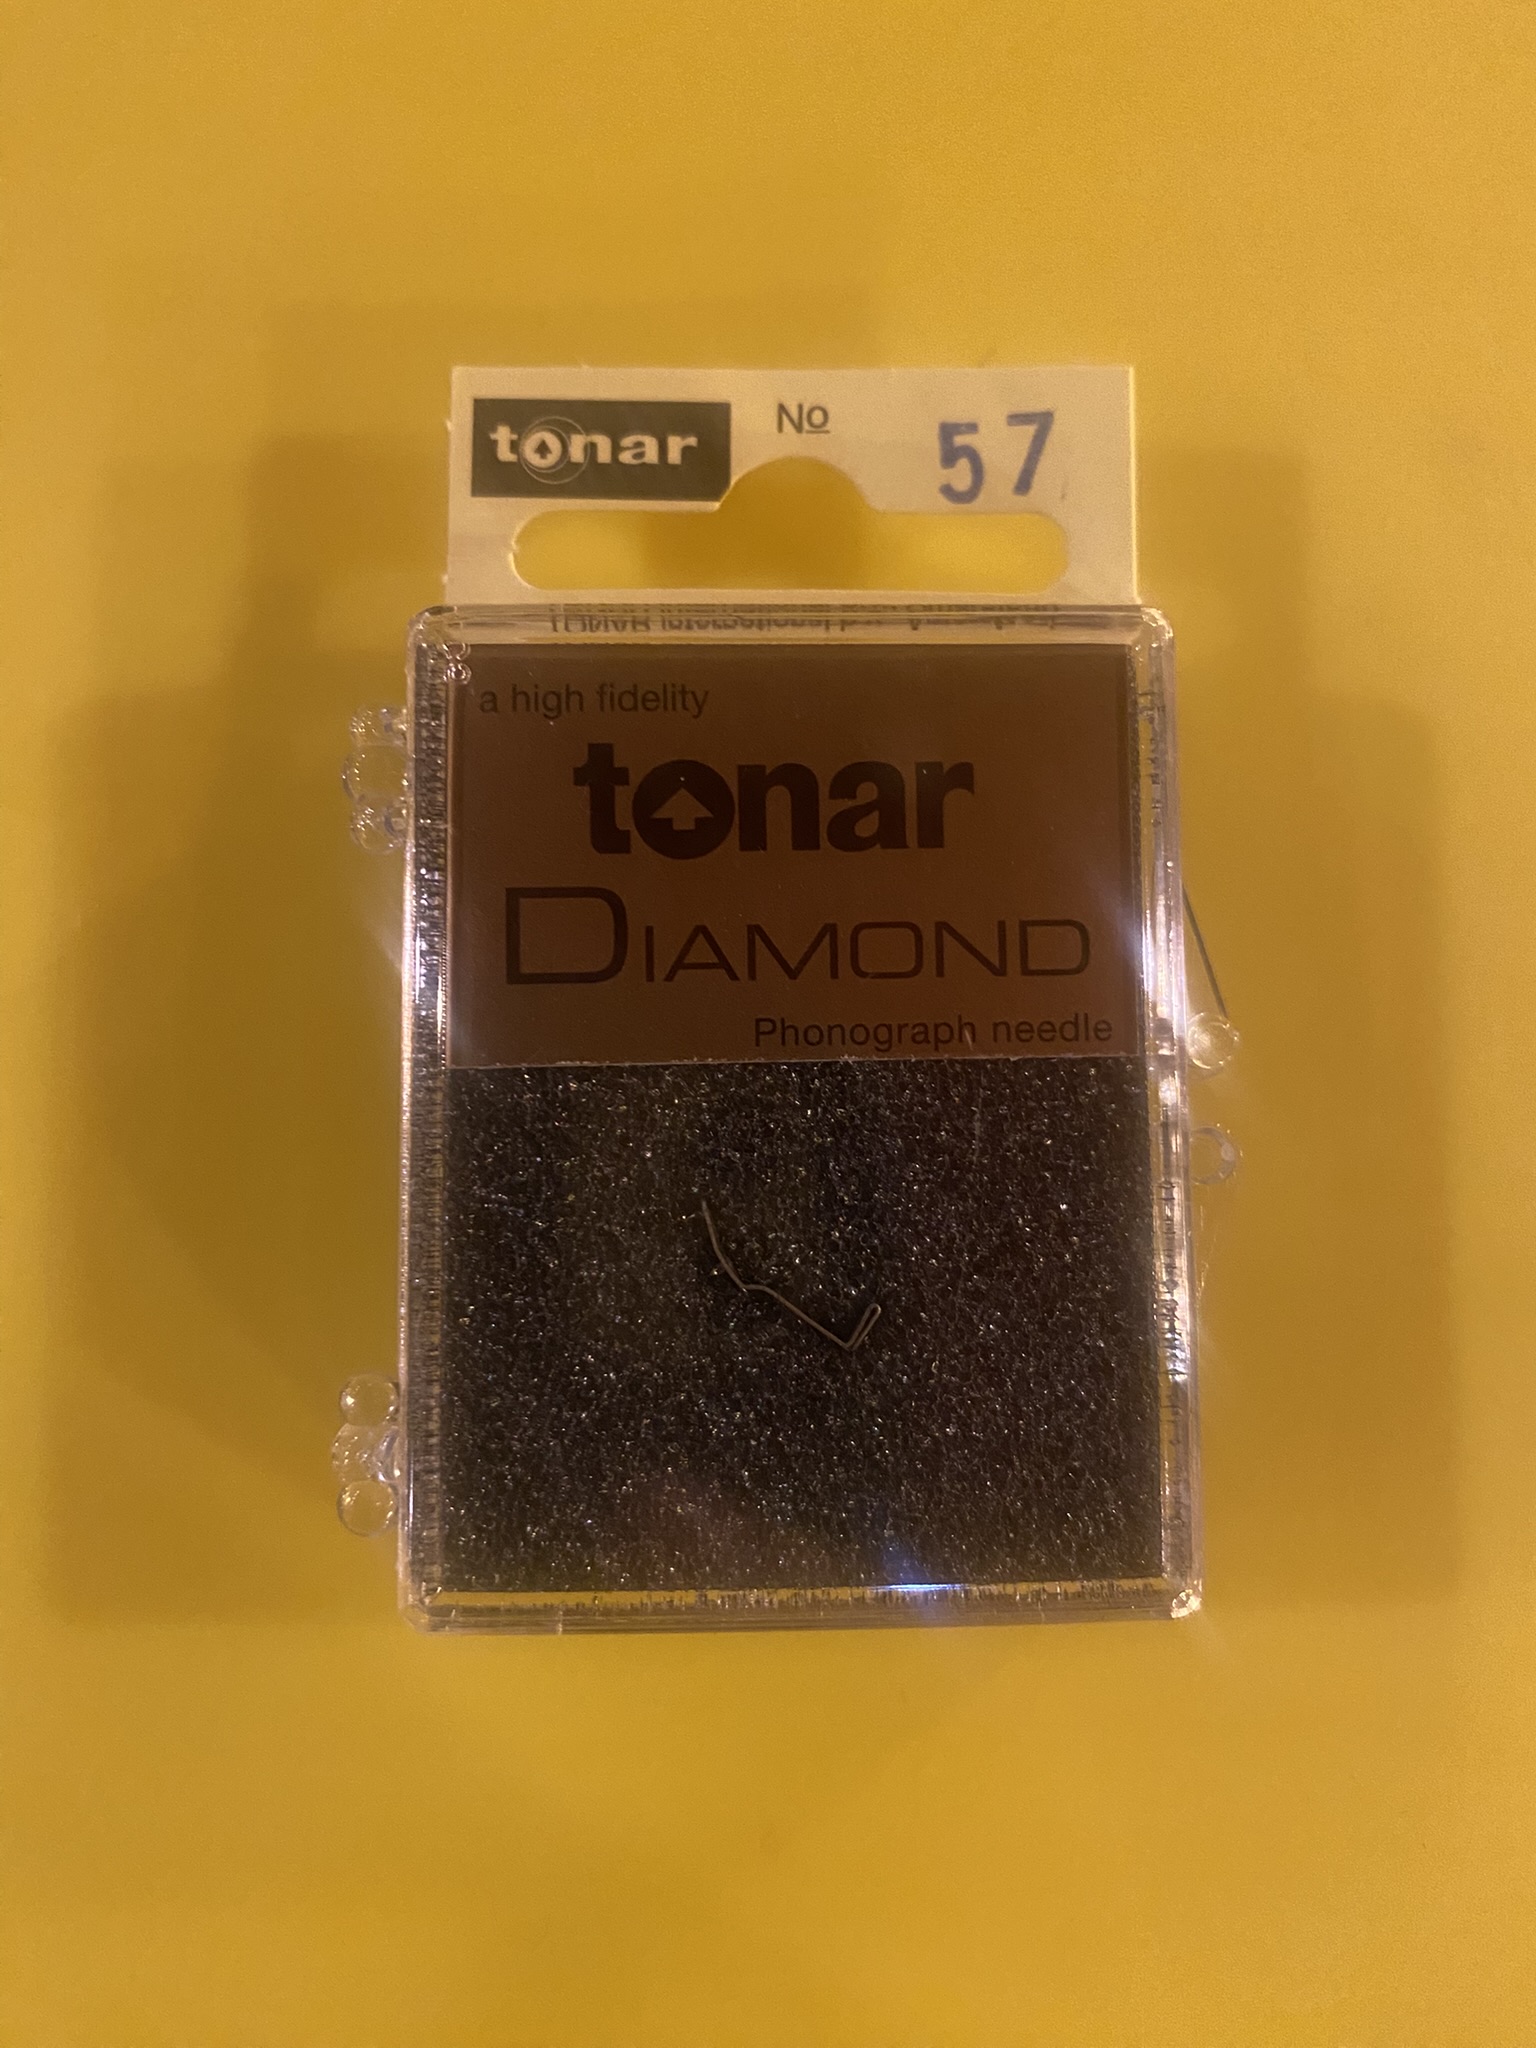 tonar
No 57
a high fidelity
tonar
DIAMOND
Phonograph needle